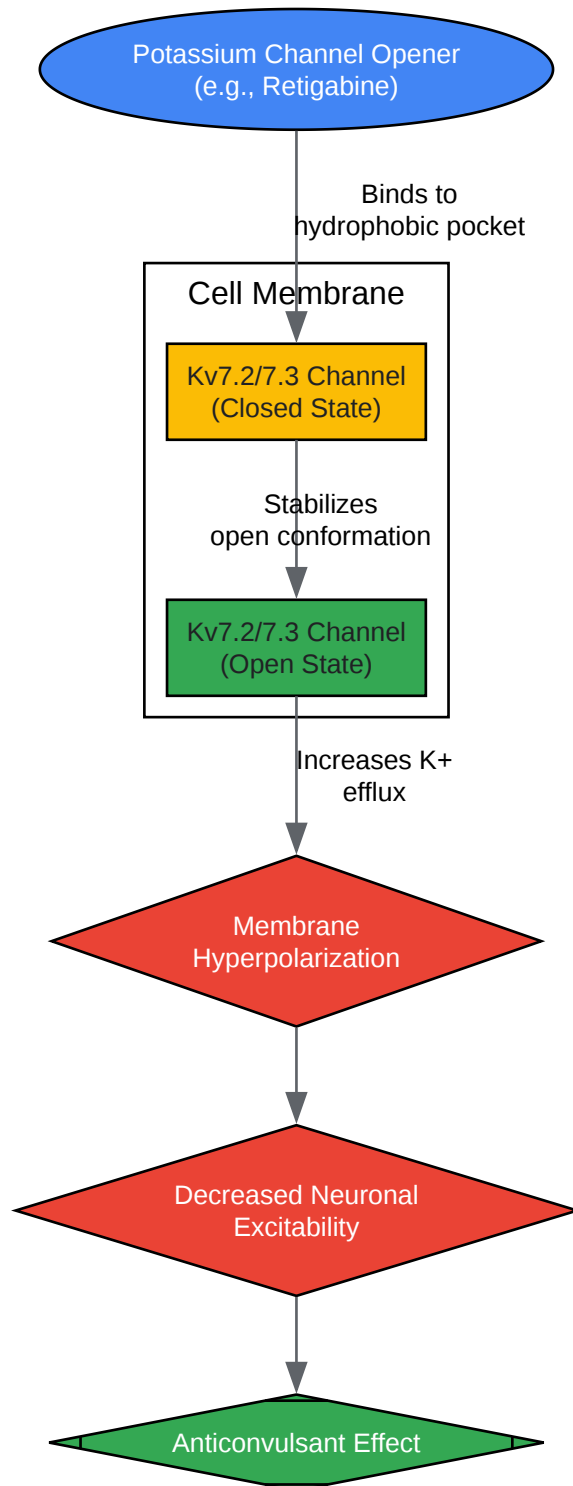 Potassium Channel Opener
(e.g., Retigabine)
Binds to
hydrophobic pocket
Cell Membrane
Kv7.2/7.3 Channel
(Closed State)
Stabilizes
open conformation
Kv7.2/7.3 Channel
(Open State)
Increases K+
efflux
Membrane
Hyperpolarization
Decreased Neuronal
Excitability
Anticonvulsant Effect